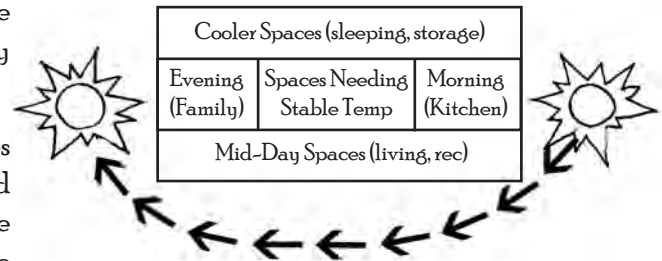 Cooler Spaces (sleeping, storage)
Evening
(Family)
Spaces Needing
Stable Temp
Morning
(Kitchen)
Mid-Day Spaces (living, rec)